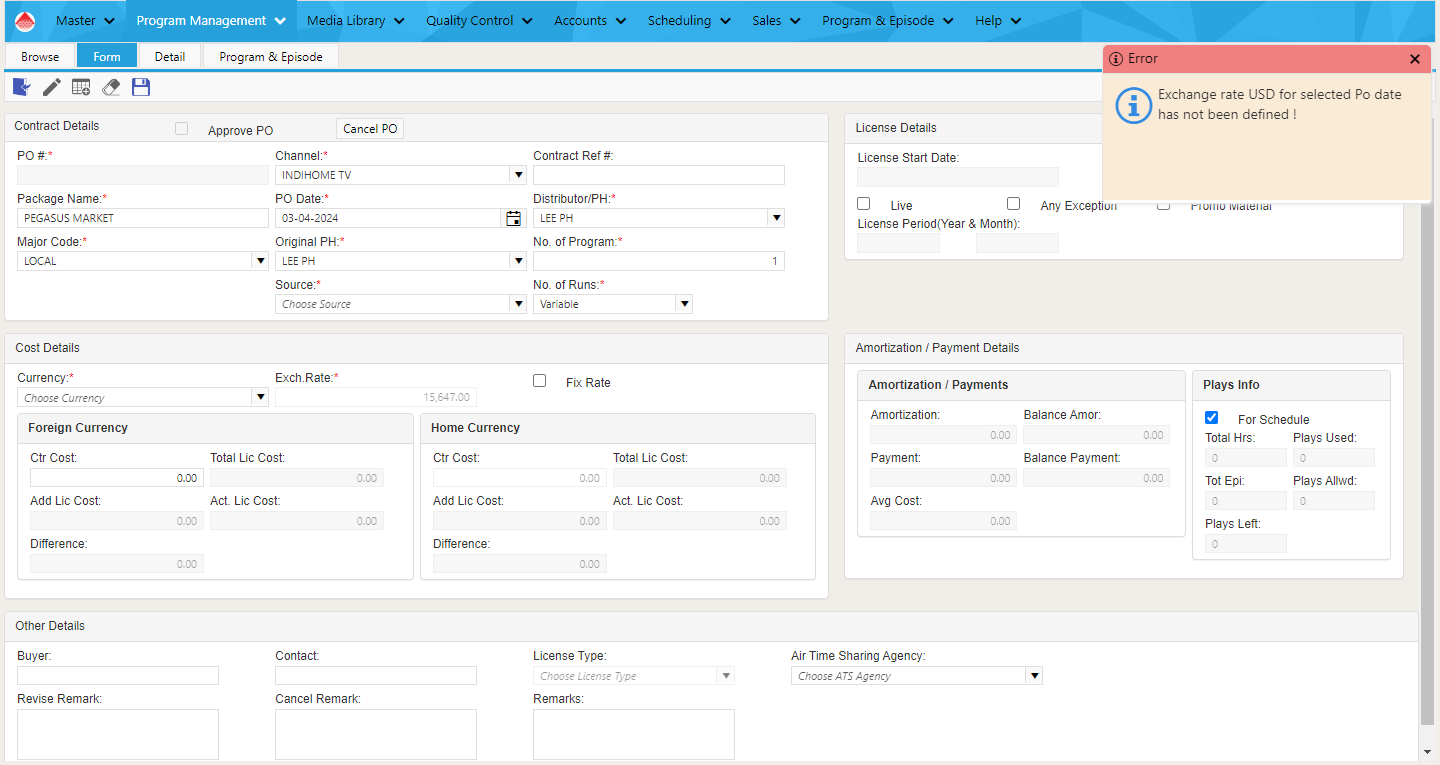 Master Program Management Media Library Quality Control Accounts Scheduling Sales Program & Episode Help
Browse Form Detail Program & Episode
Error
Exchange rate USD for selected Po date
has not been defined !
Contract Details Approve PO Cancel PO
PO #:* Channel:* Contract Ref #:
INDIHOME TV
Package Name:* PO Date:* Distributor/PH:*
PEGASUS MARKET 03-04-2024 LEE PH
Major Code:* Original PH:* No. of Program:*
LOCAL LEE PH 1
Source:* No. of Runs:*
Choose Source Variable
License Details
License Start Date:
Live Any Exception Promo Material
License Period(Year & Month):
Cost Details
Currency:* Exch.Rate:* Fix Rate
Choose Currency 15,647.00
Foreign Currency
Ctr Cost: Total Lic Cost:
0.00 0.00
Add Lic Cost: Act. Lic Cost:
0.00 0.00
Difference:
0.00
Home Currency
Ctr Cost: Total Lic Cost:
0.00 0.00
Add Lic Cost: Act. Lic Cost:
0.00 0.00
Difference:
0.00
Amortization / Payment Details
Amortization / Payments
Amortization: Balance Amor:
0.00 0.00
Payment: Balance Payment:
0.00 0.00
Avg Cost:
0.00
Plays Info
For Schedule
Total Hrs: Plays Used:
0 0
Tot Epi: Plays Allwd:
0 0
Plays Left:
0
Other Details
Buyer: Contact: License Type: Air Time Sharing Agency:
Choose License Type Choose ATS Agency
Revise Remark: Cancel Remark: Remarks: